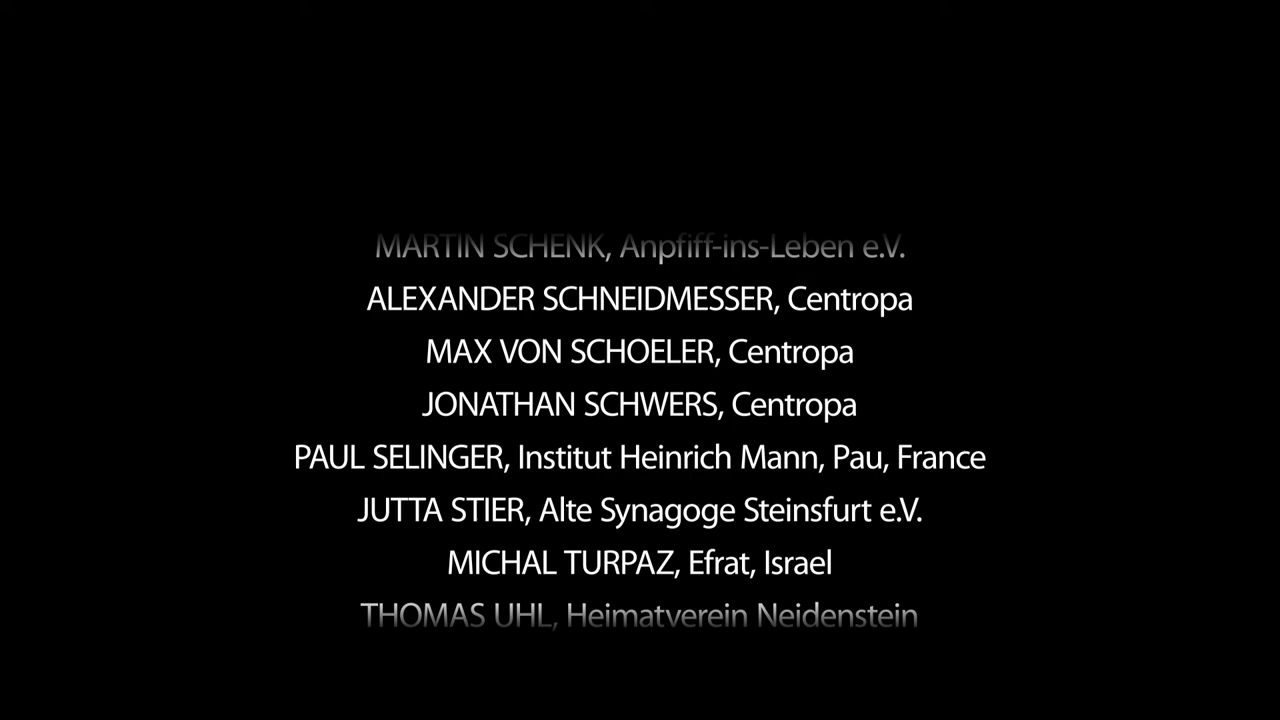 MARTIN SCHENK, Anpfiff-ins-Leben e.V.
ALEXANDER SCHNEIDMESSER, Centropa
MAX VON SCHOELER, Centropa
JONATHAN SCHWERS, Centropa
PAUL SELINGER, Institut Heinrich Mann, Pau, France
JUTTA STIER, Alte Synagoge Steinsfurt e.V.
MICHAL TURPAZ, Efrat, Israel
THOMAS UHL, Heimatverein Neidenstein